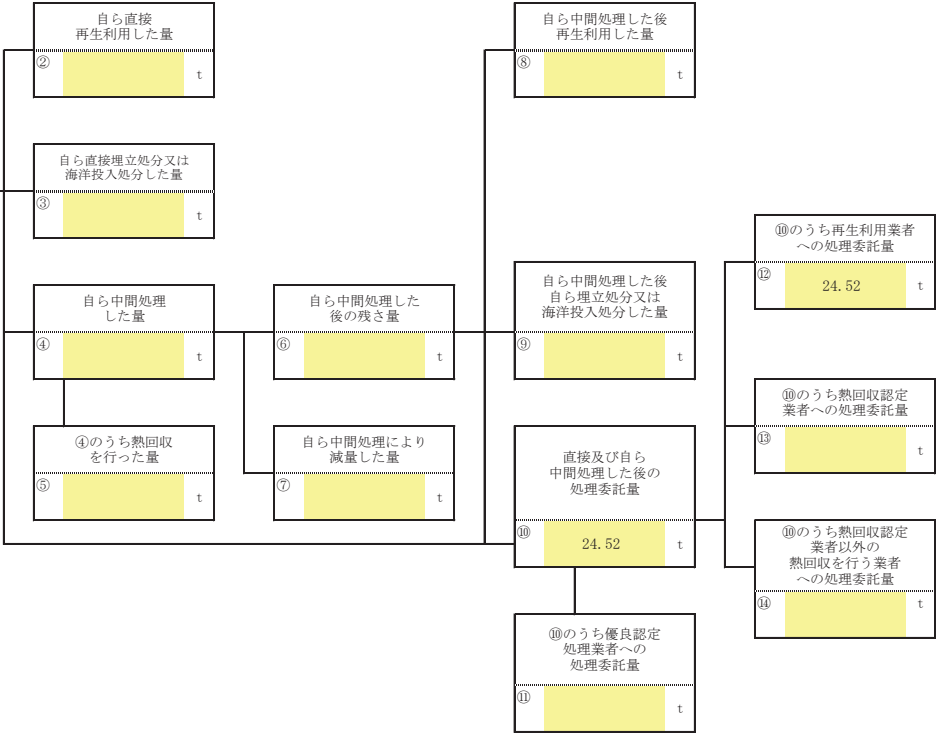 自ら直接
再生利用した量
②
t
自ら中間処理した後
再生利用した量
⑧
t
自ら直接埋立処分又は
海洋投入処分した量
③
t
⑩のうち再生利用業者
への処理委託量
⑫
24.52
t
自ら中間処理
した量
④
t
自ら中間処理した
後の残さ量
⑥
t
自ら中間処理した後
自ら埋立処分又は
海洋投入処分した量
⑨
t
⑩のうち熱回収認定
業者への処理委託量
⑬
t
④のうち熱回収
を行った量
⑤
t
自ら中間処理により
減量した量
⑦
t
直接及び自ら
中間処理した後の
処理委託量
⑩
24.52
t
⑩のうち熱回収認定
業者以外の
熱回収を行う業者
への処理委託量
⑭
t
⑩のうち優良認定
処理業者への
処理委託量
⑪
t